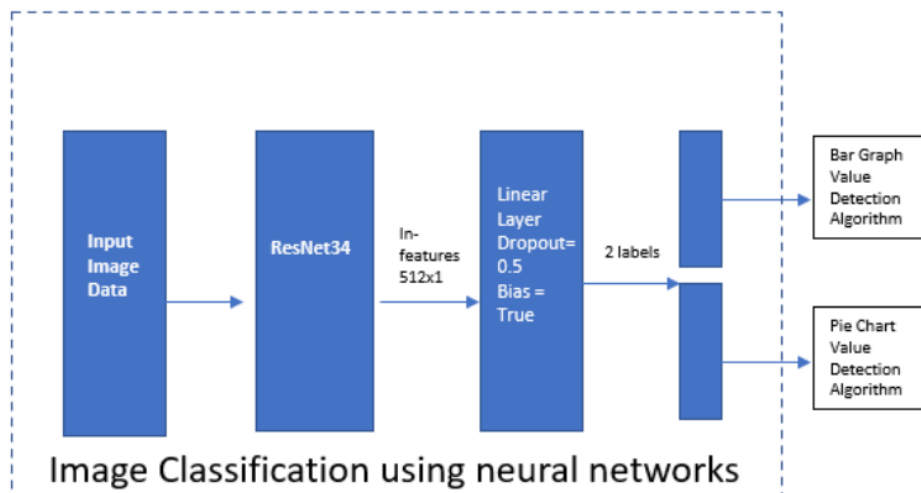 Input
Image
Data
ResNet34
In-
features
512x1
Linear
Layer
Dropout=
0.5
Bias =
True
2 labels
Bar Graph
Value
Detection
Algorithm
Pie Chart
Value
Detection
Algorithm
Image Classification using neural networks